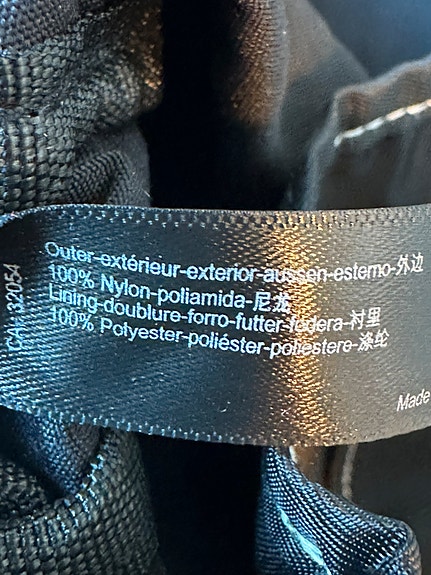 Outer-extérieur-exterior-aussen-esterno-外边
100% Nylon-poliamida-尼龙
Lining-doublure-forro-futter-fodera-衬里
100% Polyester-poliéster-poliestere-涤纶
CA 32054
Made